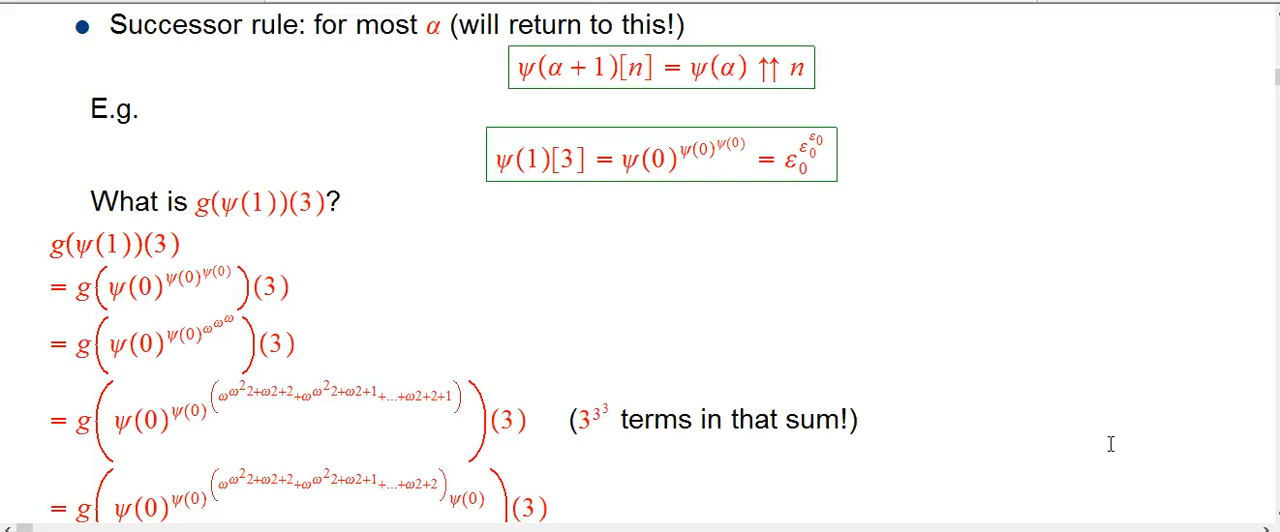 • Successor rule: for most α (will return to this!)
ψ(α + 1)[n] = ψ(α) ↑↑ n
E.g.
ψ(1)[3] = ψ(0)^{ψ(0)^{ψ(0)}} = ε_0^{ε_0^{ε_0}}
What is g(ψ(1))(3)?
g(ψ(1))(3)
= g(ψ(0)^{ψ(0)^{ψ(0)}})(3)
= g(ψ(0)^{ψ(0)^{ω^{ω^ω}}})(3)
= g(ψ(0)^{ψ(0)^{(ω^{ω^2 2+ω2+2}+ω^{ω^2 2+ω2+1}+...+ω2+2+1)}})(3) (3^{3^3} terms in that sum!)
= g(ψ(0)^{ψ(0)^{(ω^{ω^2 2+ω2+2}+ω^{ω^2 2+ω2+1}+...+ω2+2)}ψ(0)})(3)